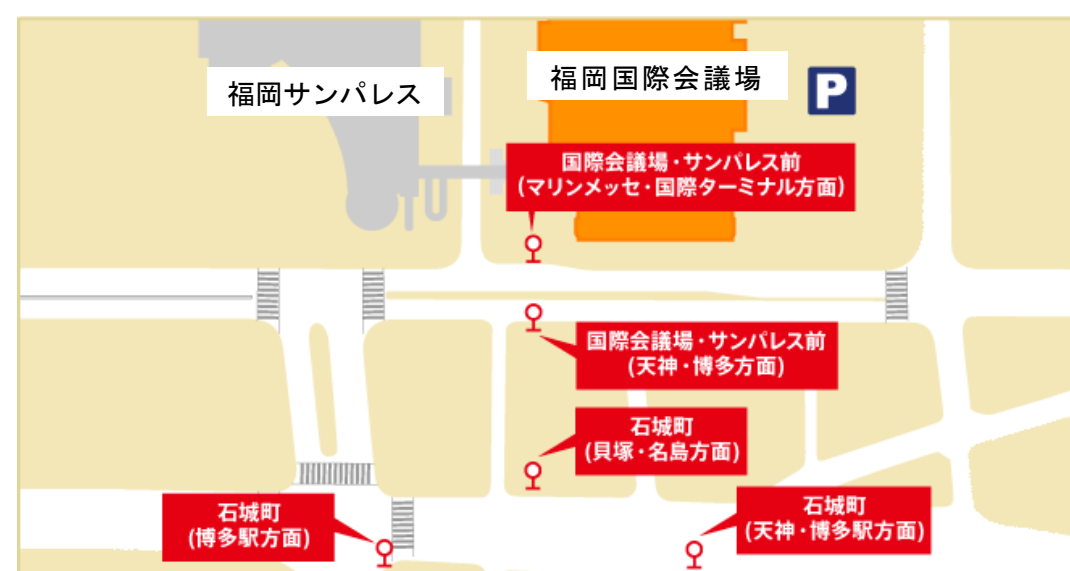 福岡サンパレス
福岡国際会議場
P
国際会議場・サンパレス前
(マリンメッセ・国際ターミナル方面)
国際会議場・サンパレス前
(天神・博多方面)
石城町
(貝塚・名島方面)
石城町
(博多駅方面)
石城町
(天神・博多駅方面)